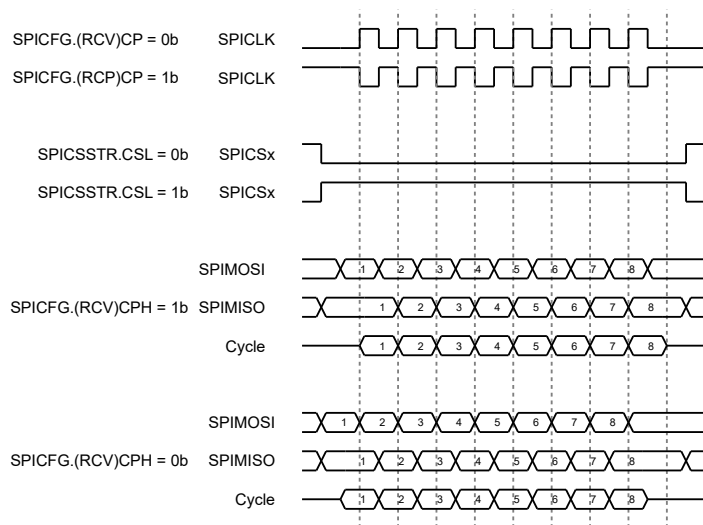 SPICFG.(RCV)CP = 0b SPICLK
SPICFG.(RCP)CP = 1b SPICLK
SPICSSTR.CSL = 0b SPICSx
SPICSSTR.CSL = 1b SPICSx
SPIMOSI 1 2 3 4 5 6 7 8
SPICFG.(RCV)CPH = 1b SPIMISO 1 2 3 4 5 6 7 8
Cycle 1 2 3 4 5 6 7 8
SPIMOSI 1 2 3 4 5 6 7 8
SPICFG.(RCV)CPH = 0b SPIMISO 1 2 3 4 5 6 7 8
Cycle 1 2 3 4 5 6 7 8